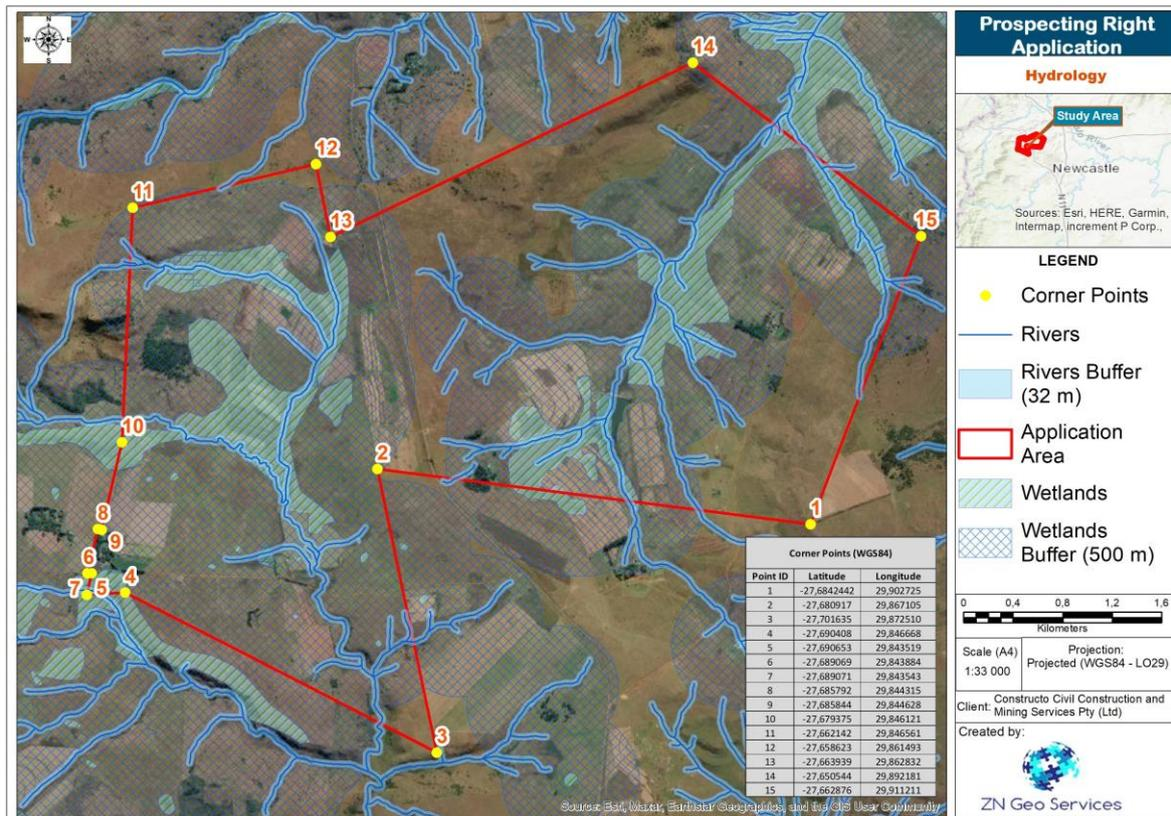 N
W E
S
14
12
11
13
15
10
2
8
9
1
6
7 5 4
3
Corner Points (WGS84)
Point ID Latitude Longitude
1 -27,6842442 29,902725
2 -27,680917 29,867105
3 -27,701635 29,872510
4 -27,690408 29,846668
5 -27,690653 29,843519
6 -27,689069 29,843884
7 -27,689071 29,843543
8 -27,685792 29,844315
9 -27,685844 29,844628
10 -27,679375 29,846121
11 -27,662142 29,846561
12 -27,658623 29,861493
13 -27,663939 29,862832
14 -27,650544 29,892181
15 -27,662876 29,911211
Source: Esri, Maxar, Earthstar Geographics, and the GIS User Community
Prospecting Right
Application
Hydrology
Study Area
River
Newcastle
N11
Sources: Esri, HERE, Garmin,
Intermap, increment P Corp.,
LEGEND
Corner Points
Rivers
Rivers Buffer
(32 m)
Application
Area
Wetlands
Wetlands
Buffer (500 m)
0 0,4 0,8 1,2 1,6
Kilometers
Scale (A4)
1:33 000
Projection:
Projected (WGS84 - LO29)
Client: Constructo Civil Construction and
Mining Services Pty (Ltd)
Created by:
ZN Geo Services